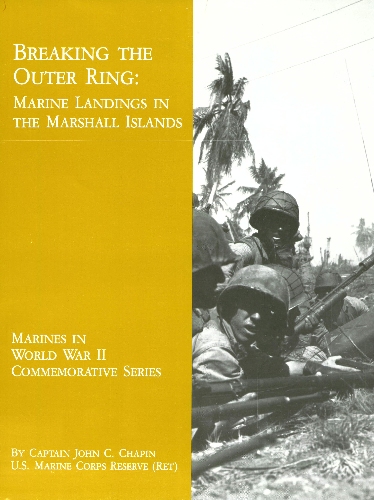 BREAKING THE
OUTER RING:
MARINE LANDINGS IN
THE MARSHALL ISLANDS
MARINES IN
WORLD WAR II
COMMEMORATIVE SERIES
BY CAPTAIN JOHN C. CHAPIN
U.S. MARINE CORPS RESERVE (RET)